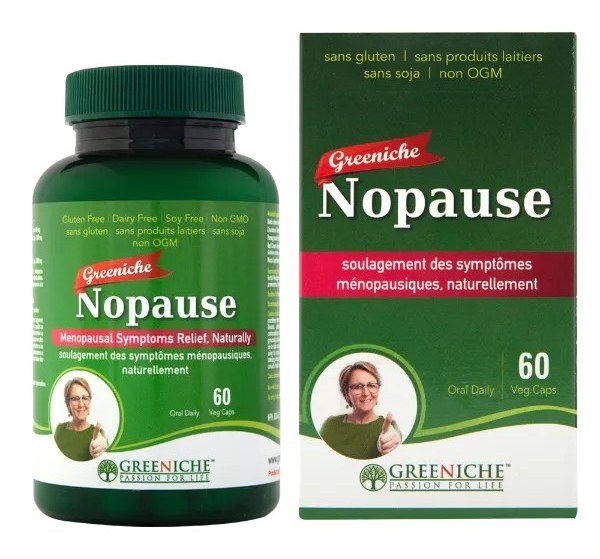 Gluten Free | Dairy Free | Soy Free | Non GMO
sans gluten | sans produits laitiers | sans soja |
non OGM
Greeniche
Nopause
Menopausal Symptoms Relief, Naturally
soulagement des symptômes ménopausiques,
naturellement
60
Oral Daily | Veg Caps
GREENICHE™
PASSION FOR LIFE
sans gluten | sans produits laitiers
sans soja | non OGM
Greeniche
Nopause
soulagement des symptômes
ménopausiques, naturellement
60
Oral Daily | Veg Caps
GREENICHE™
PASSION FOR LIFE